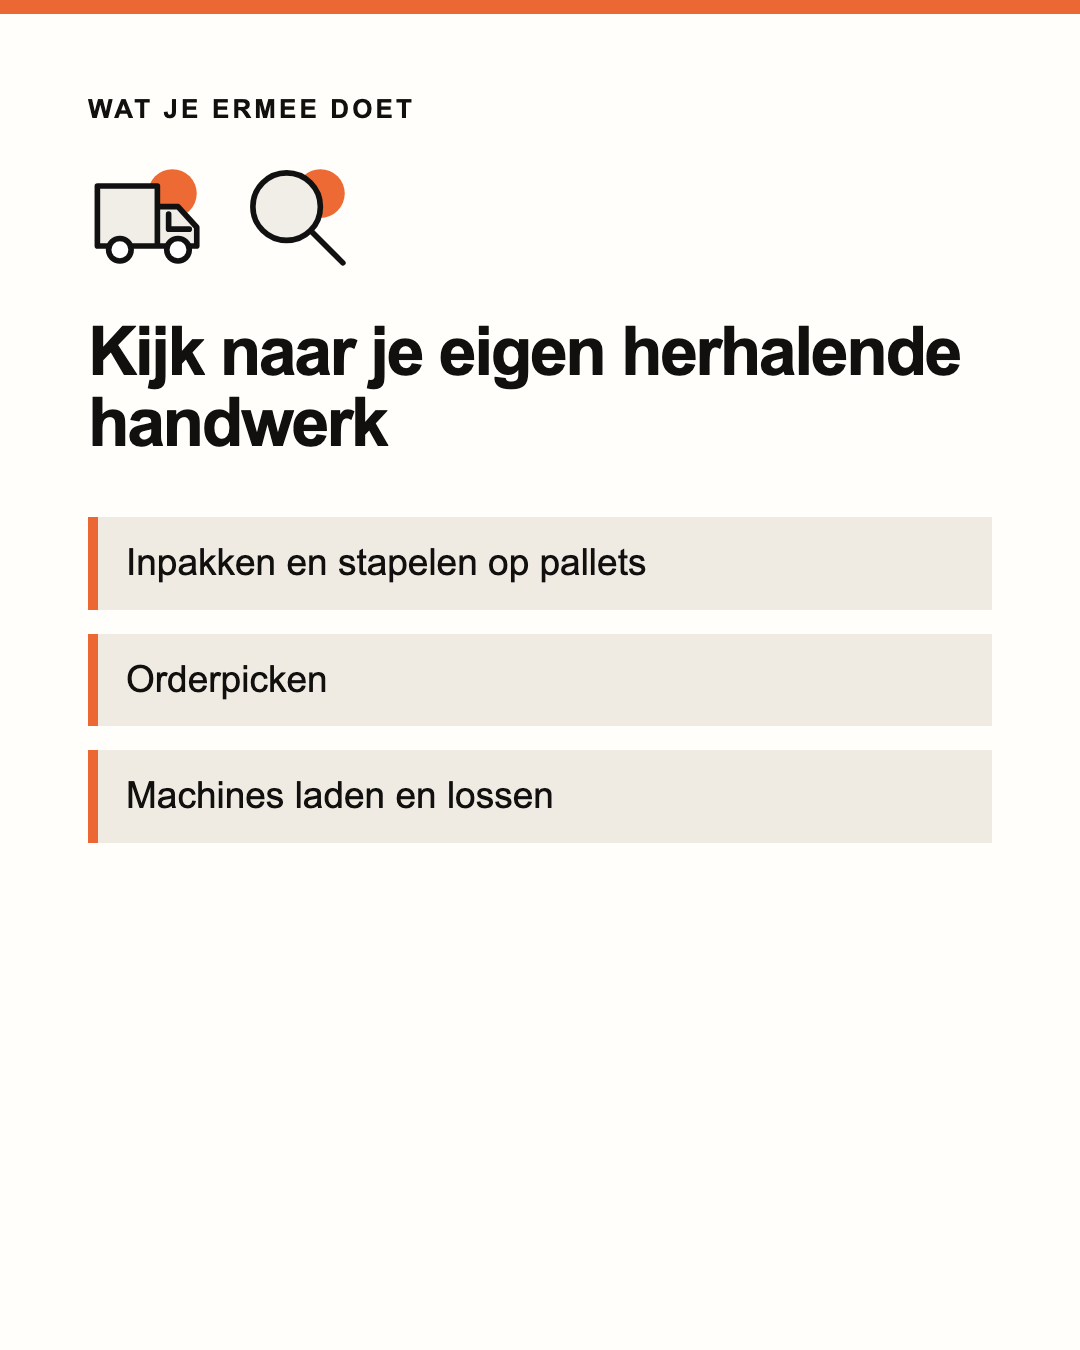 WAT JE ERMEE DOET
Kijk naar je eigen herhalende
handwerk
Inpakken en stapelen op pallets
Orderpicken
Machines laden en lossen